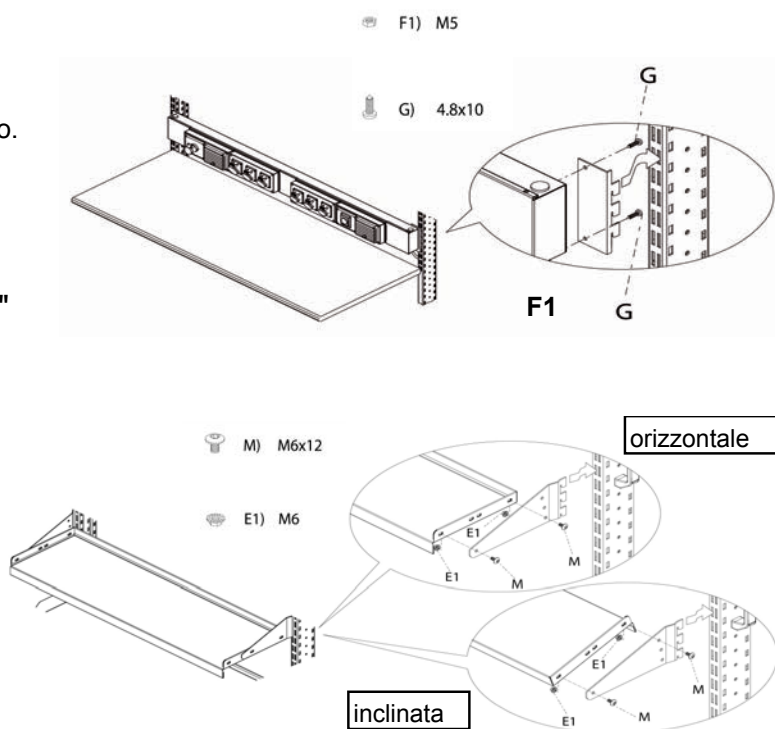 F1) M5
G) 4.8x10
o.
"
G
F1
G
M) M6x12
orizzontale
E1) M6
E1
E1
M
M
E1
M
inclinata
E1
M